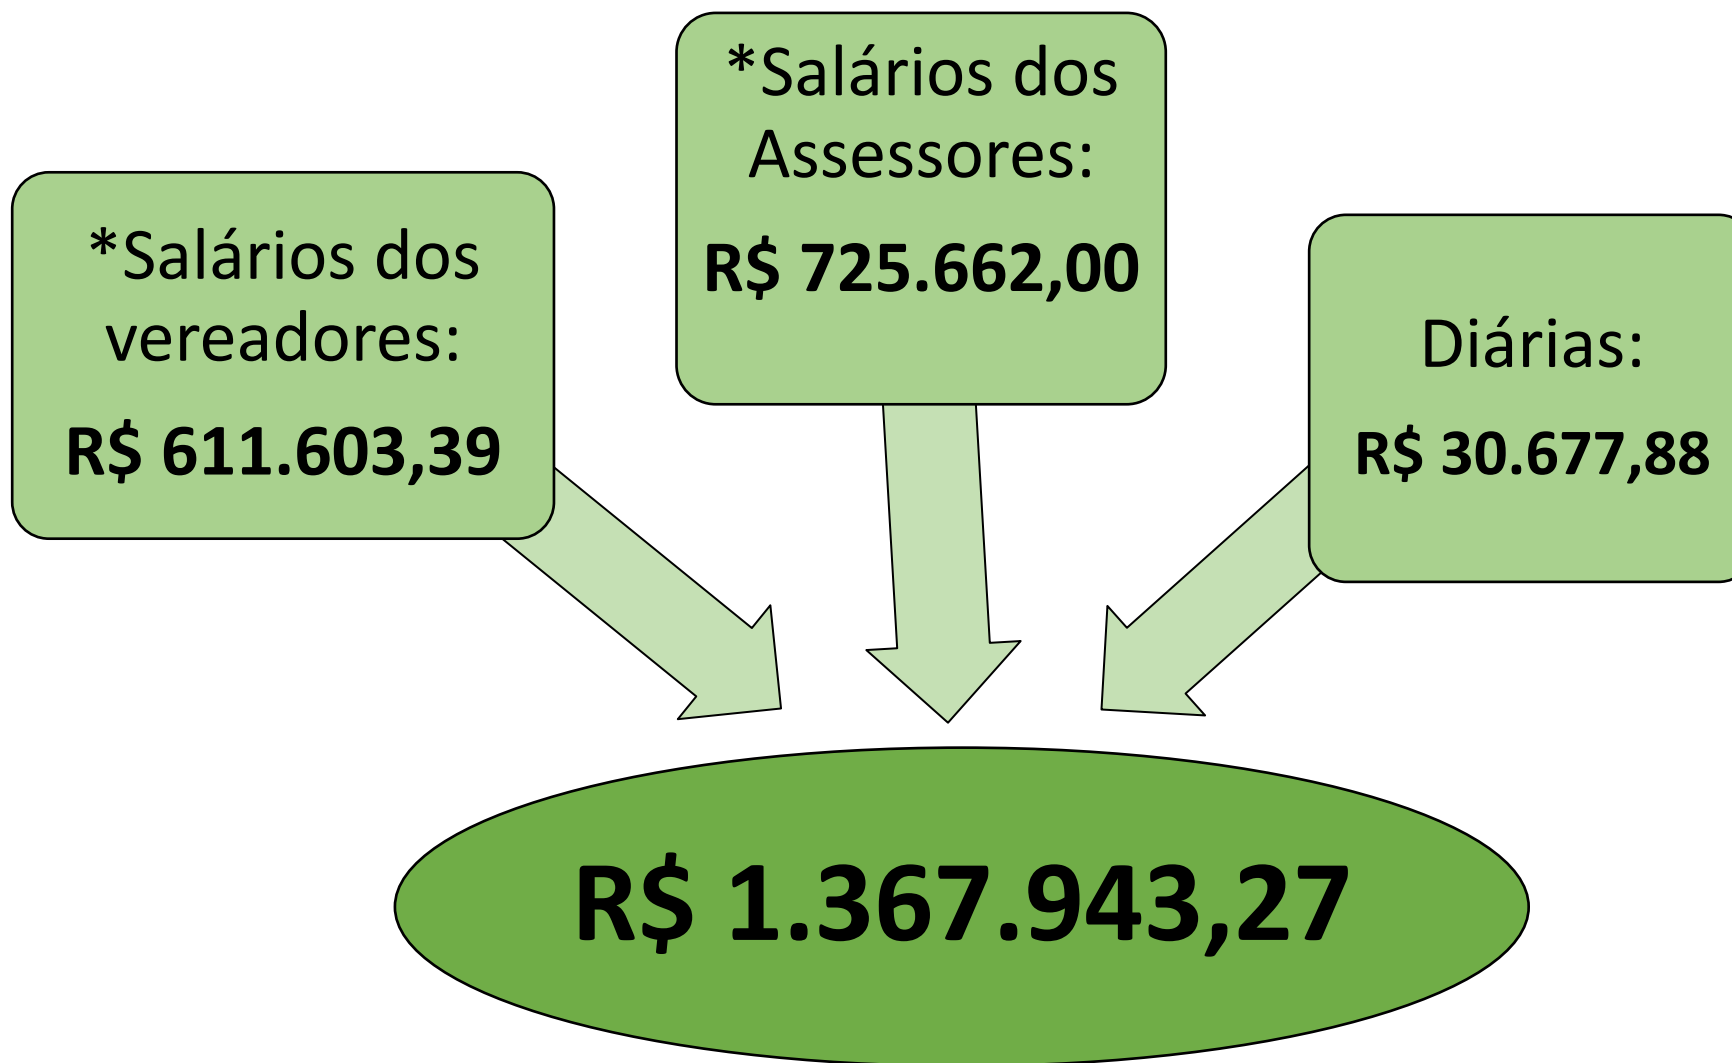 *Salários dos
vereadores:
R$ 611.603,39
*Salários dos
Assessores:
R$ 725.662,00
Diárias:
R$ 30.677,88
R$ 1.367.943,27